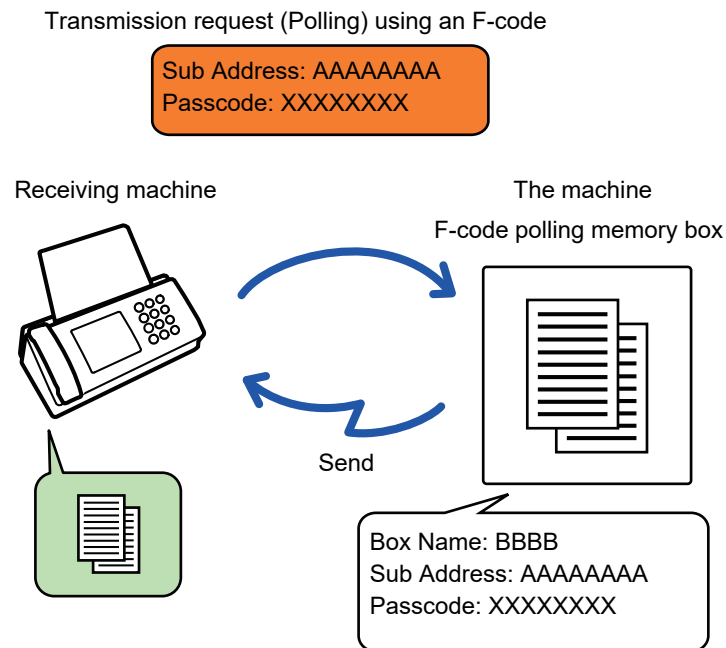 Transmission request (Polling) using an F-code
Sub Address: AAAAAAAA
Passcode: XXXXXXXX
Receiving machine
The machine
F-code polling memory box
Send
Box Name: BBBB
Sub Address: AAAAAAAA
Passcode: XXXXXXXX